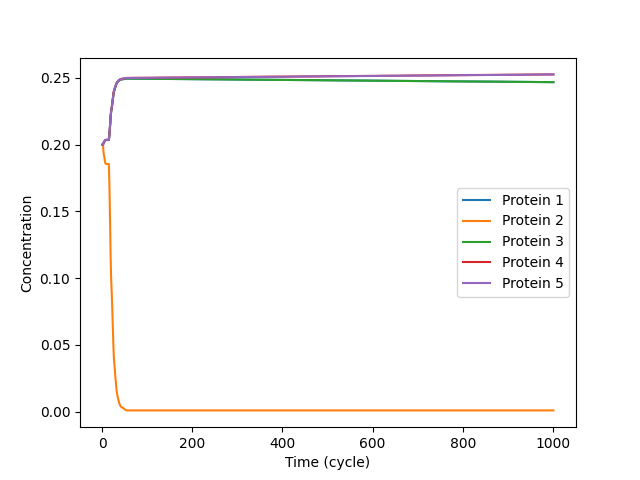 0.25
0.20
0.15
0.10
0.05
0.00
Concentration
0 200 400 600 800 1000
Time (cycle)
Protein 1
Protein 2
Protein 3
Protein 4
Protein 5